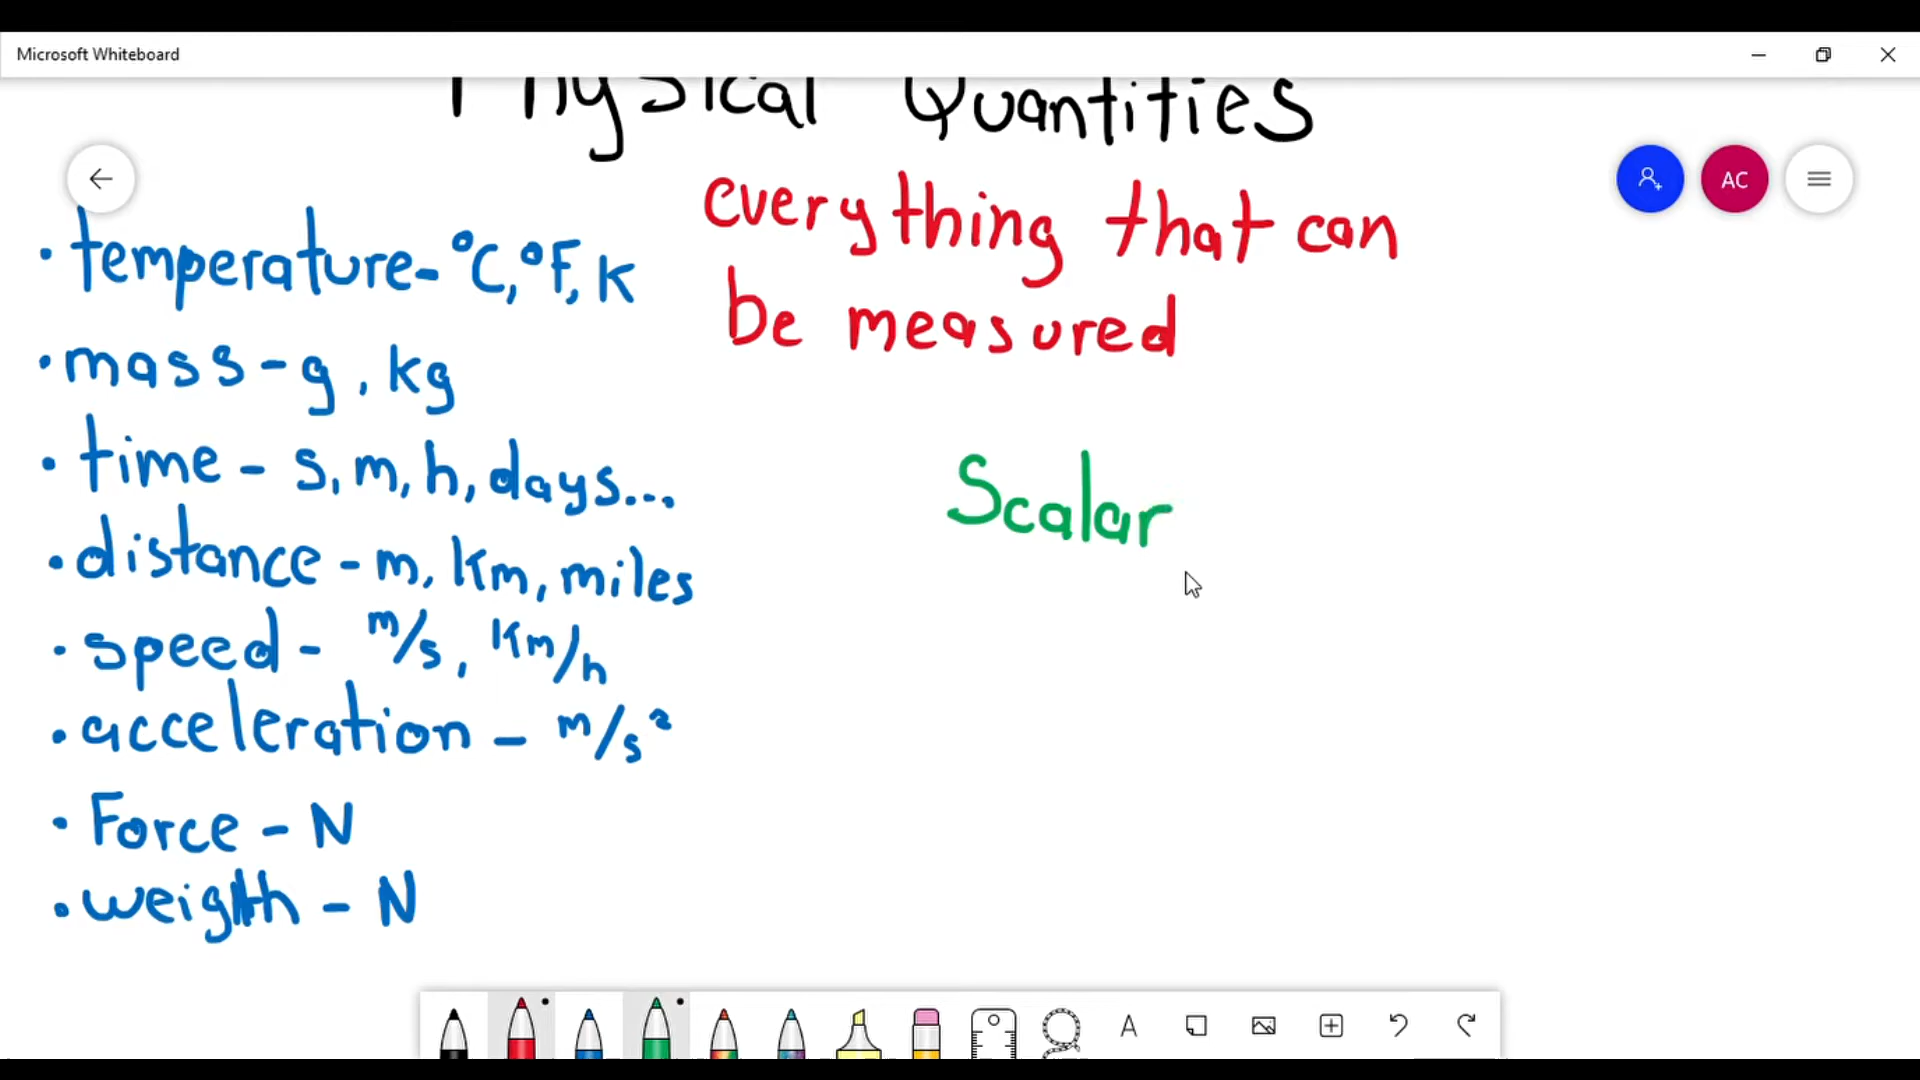 Microsoft Whiteboard
Physical Quantities
AC
everything that can
be measured
• temperature - °C, °F, K
• mass - g, kg
• time - s, m, h, days...
• distance - m, Km, miles
• speed - m/s, Km/h
• acceleration - m/s²
• Force - N
• weigth - N
Scalar
A